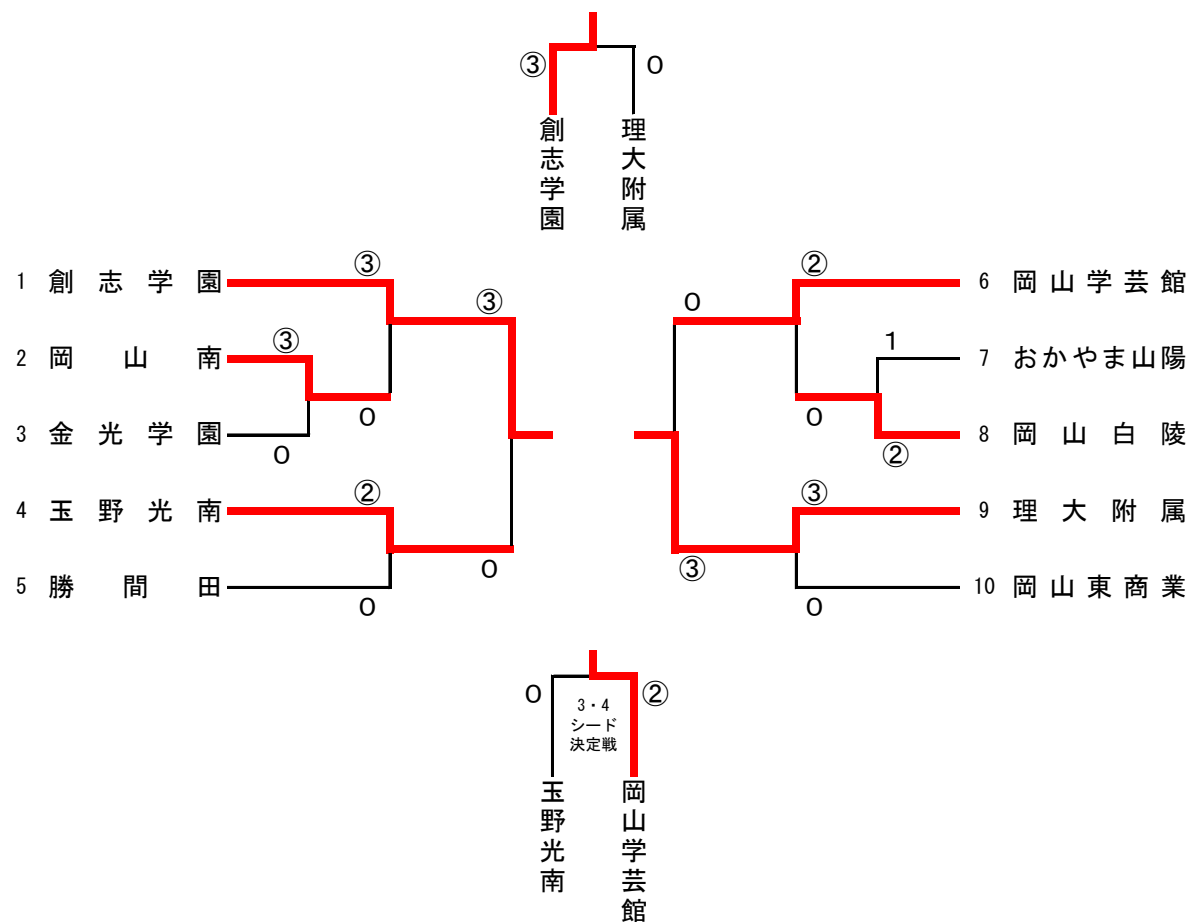 ③ 0
創志学園
理大附属
1 創志学園 ③
③
2 岡山南 ③
0
3 金光学園 0
4 玉野光南 ②
0
5 勝間田 0
② 6 岡山学芸館
0
1 7 おかやま山陽
0
8 岡山白陵 ②
③ 9 理大附属
③
0 10 岡山東商業
0 ②
3・4
シード
決定戦
玉野光南
岡山学芸館